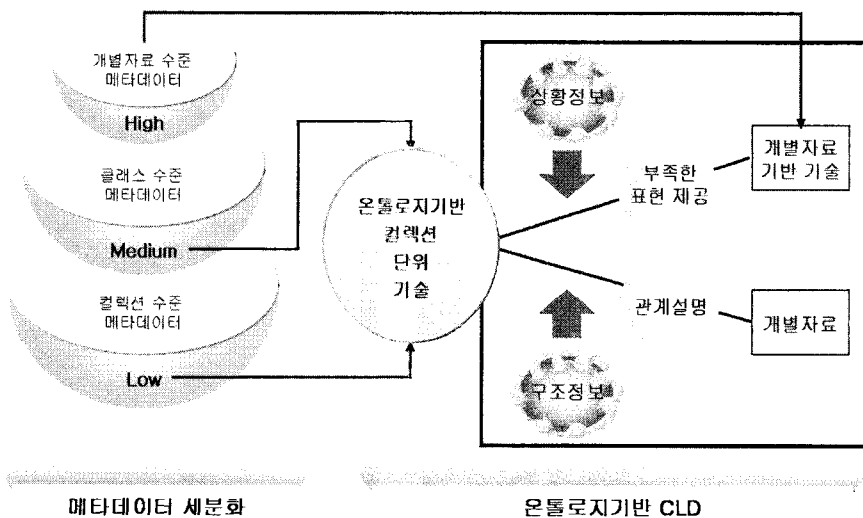 개별자료 수준
메타데이터
High
클래스 수준
메타데이터
Medium
컬렉션 수준
메타데이터
Low
메타데이터 세분화
온톨로지기반
컬렉션
단위
기술
상황정보
부족한
표현 제공
개별자료
기반 기술
관계설명
개별자료
구조정보
온톨로지기반 CLD